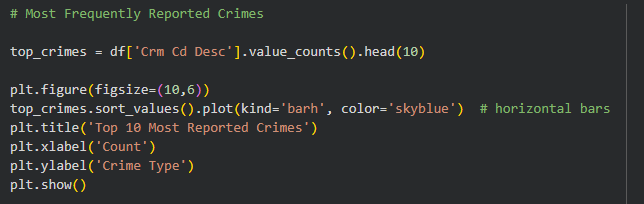 # Most Frequently Reported Crimes
top_crimes = df['Crm Cd Desc'].value_counts().head(10)
plt.figure(figsize=(10,6))
top_crimes.sort_values().plot(kind='barh', color='skyblue')  # horizontal bars
plt.title('Top 10 Most Reported Crimes')
plt.xlabel('Count')
plt.ylabel('Crime Type')
plt.show()